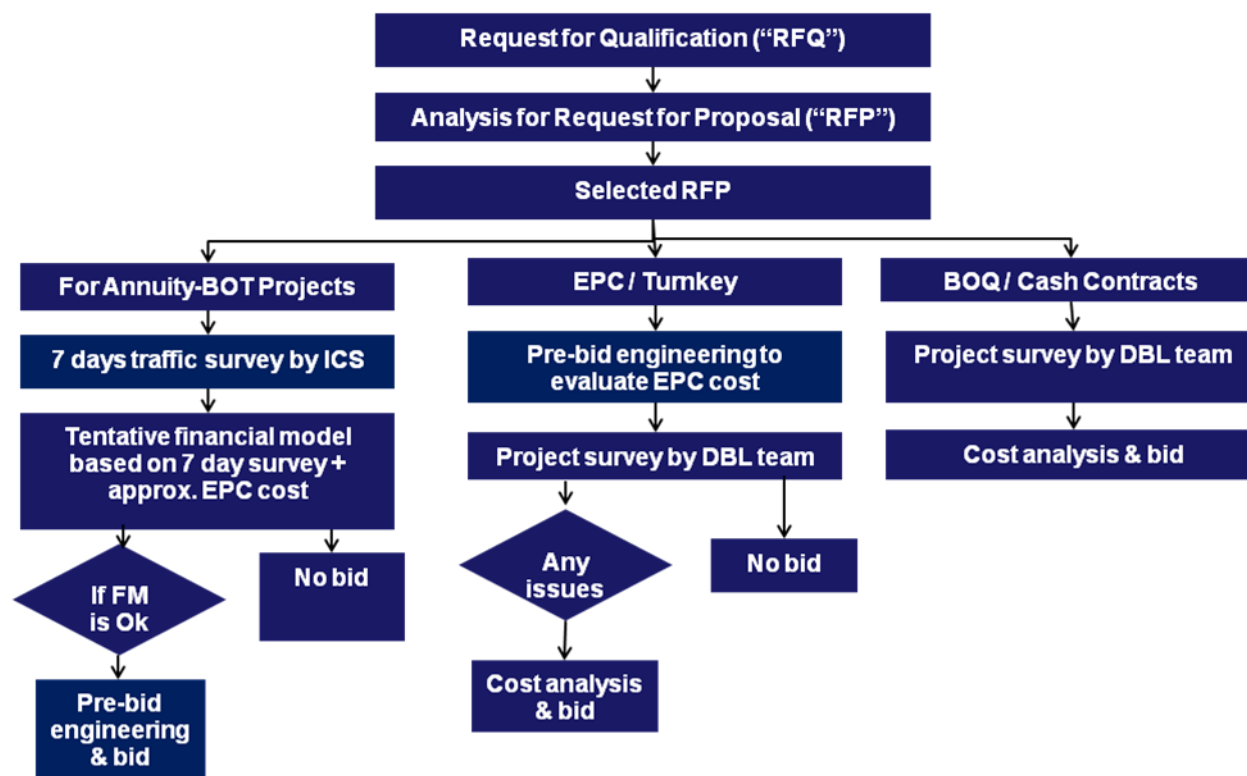 Request for Qualification (“RFQ”)
Analysis for Request for Proposal (“RFP”)
Selected RFP
For Annuity-BOT Projects
7 days traffic survey by ICS
Tentative financial model
based on 7 day survey +
approx. EPC cost
If FM
is Ok
No bid
Pre-bid
engineering
& bid
EPC / Turnkey
Pre-bid engineering to
evaluate EPC cost
Project survey by DBL team
Any
issues
No bid
Cost analysis
& bid
BOQ / Cash Contracts
Project survey by DBL team
Cost analysis & bid